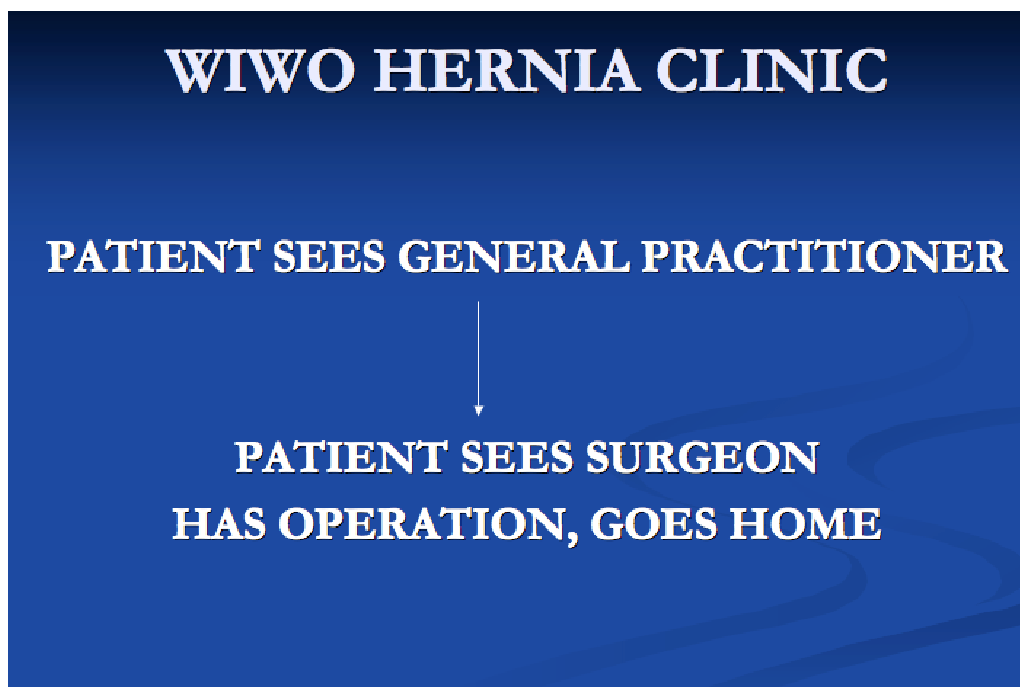 WIWO HERNIA CLINIC
PATIENT SEES GENERAL PRACTITIONER
PATIENT SEES SURGEON
HAS OPERATION, GOES HOME